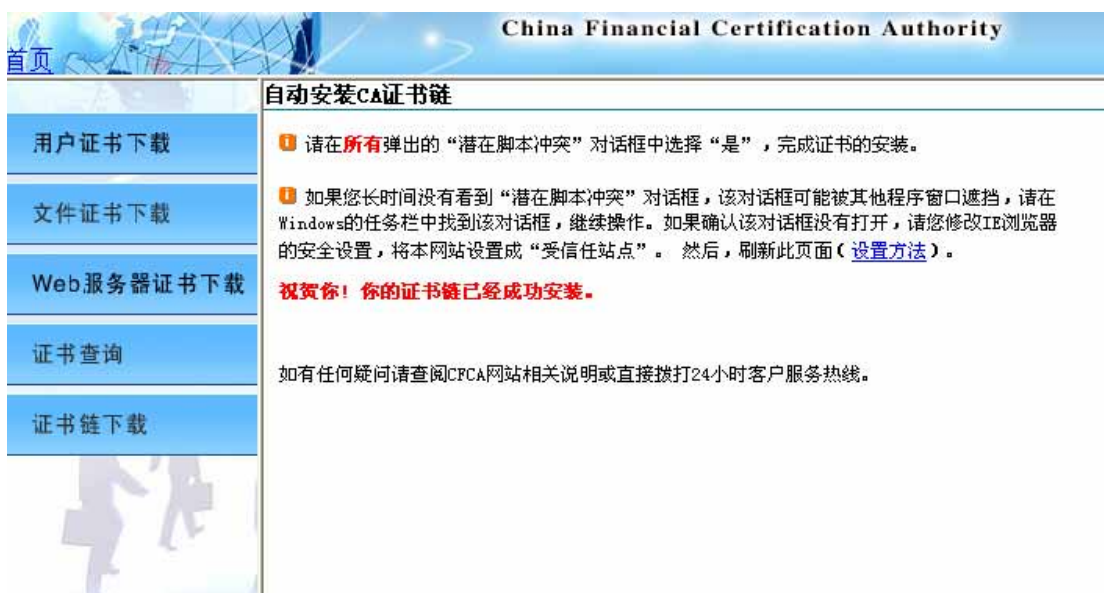 China Financial Certification Authority
首页
自动安装CA证书链
用户证书下载
文件证书下载
Web服务器证书下载
证书查询
证书链下载
请在所有弹出的“潜在脚本冲突”对话框中选择“是”，完成证书的安装。
如果您长时间没有看到“潜在脚本冲突”对话框，该对话框可能被其他程序窗口遮挡，请在
Windows的任务栏中找到该对话框，继续操作。如果确认该对话框没有打开，请您修改IE浏览器
的安全设置，将本网站设置成“受信任站点”。 然后，刷新此页面（设置方法）。
祝贺你！你的证书链已经成功安装。
如有任何疑问请查阅CFCA网站相关说明或直接拨打24小时客户服务热线。